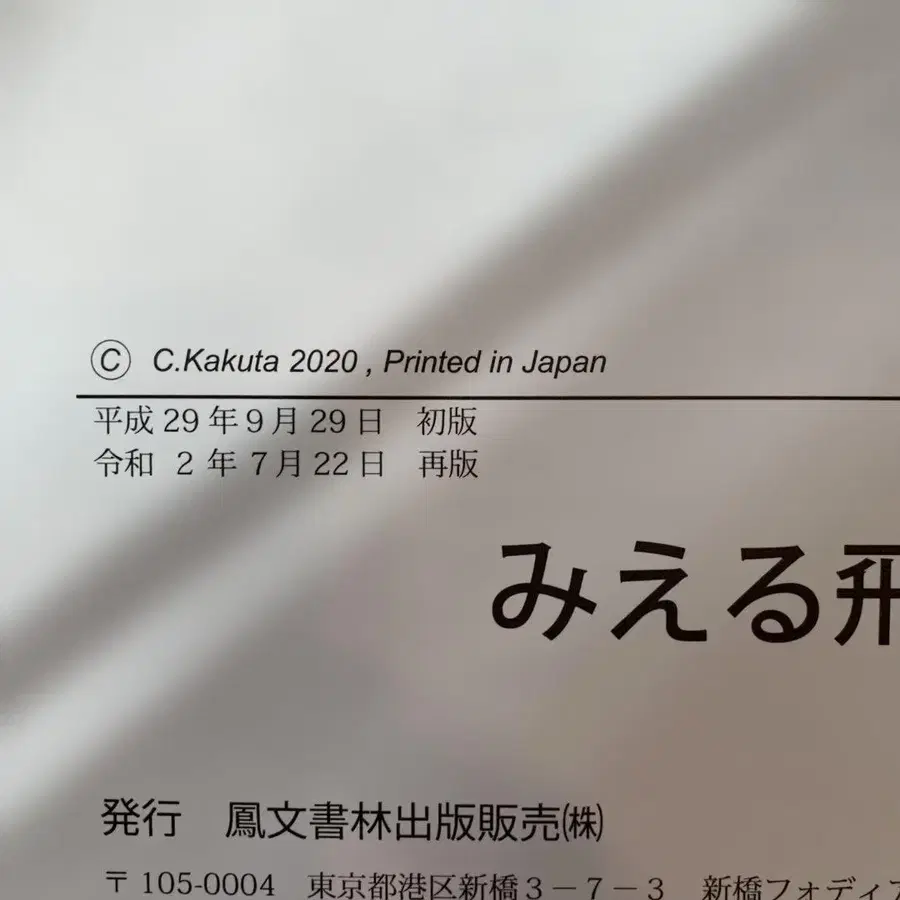 Ⓒ C.Kakuta 2020 , Printed in Japan
平成 29 年 9 月 29 日 初版
令和 2 年 7 月 22 日 再版
みえる飛
発行 鳳文書林出版販売㈱
〒 105-0004 東京都港区新橋3－7－3 新橋フォディア